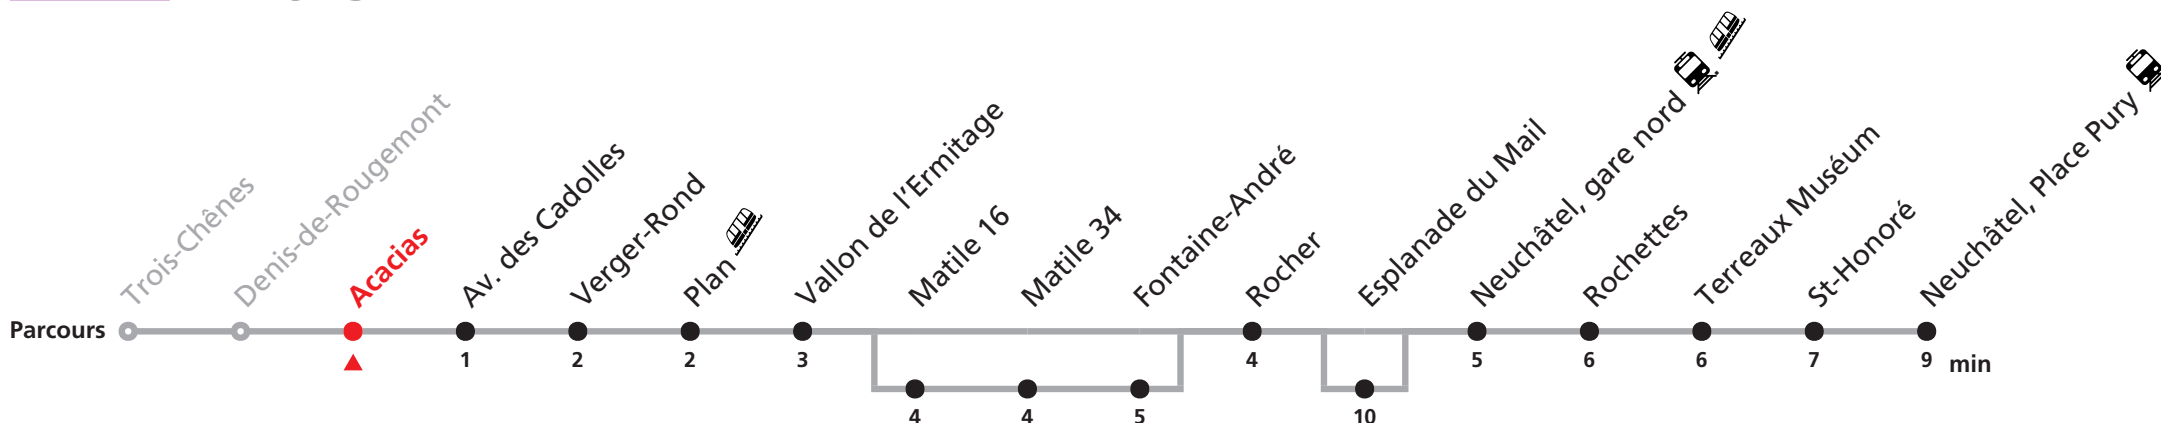 Trois-Chênes
Denis-de-Rougemont
Acacias
Av. des Cadolles
Verger-Rond
Plan
Vallon de l'Ermitage
Matile 16
Matile 34
Fontaine-André
Rocher
Esplanade du Mail
Neuchâtel, gare nord
Rochettes
Terreaux Muséum
St-Honoré
Neuchâtel, Place Pury
Parcours
1 2 2 3 4 5 6 6 7 9 min
4 4 5 10